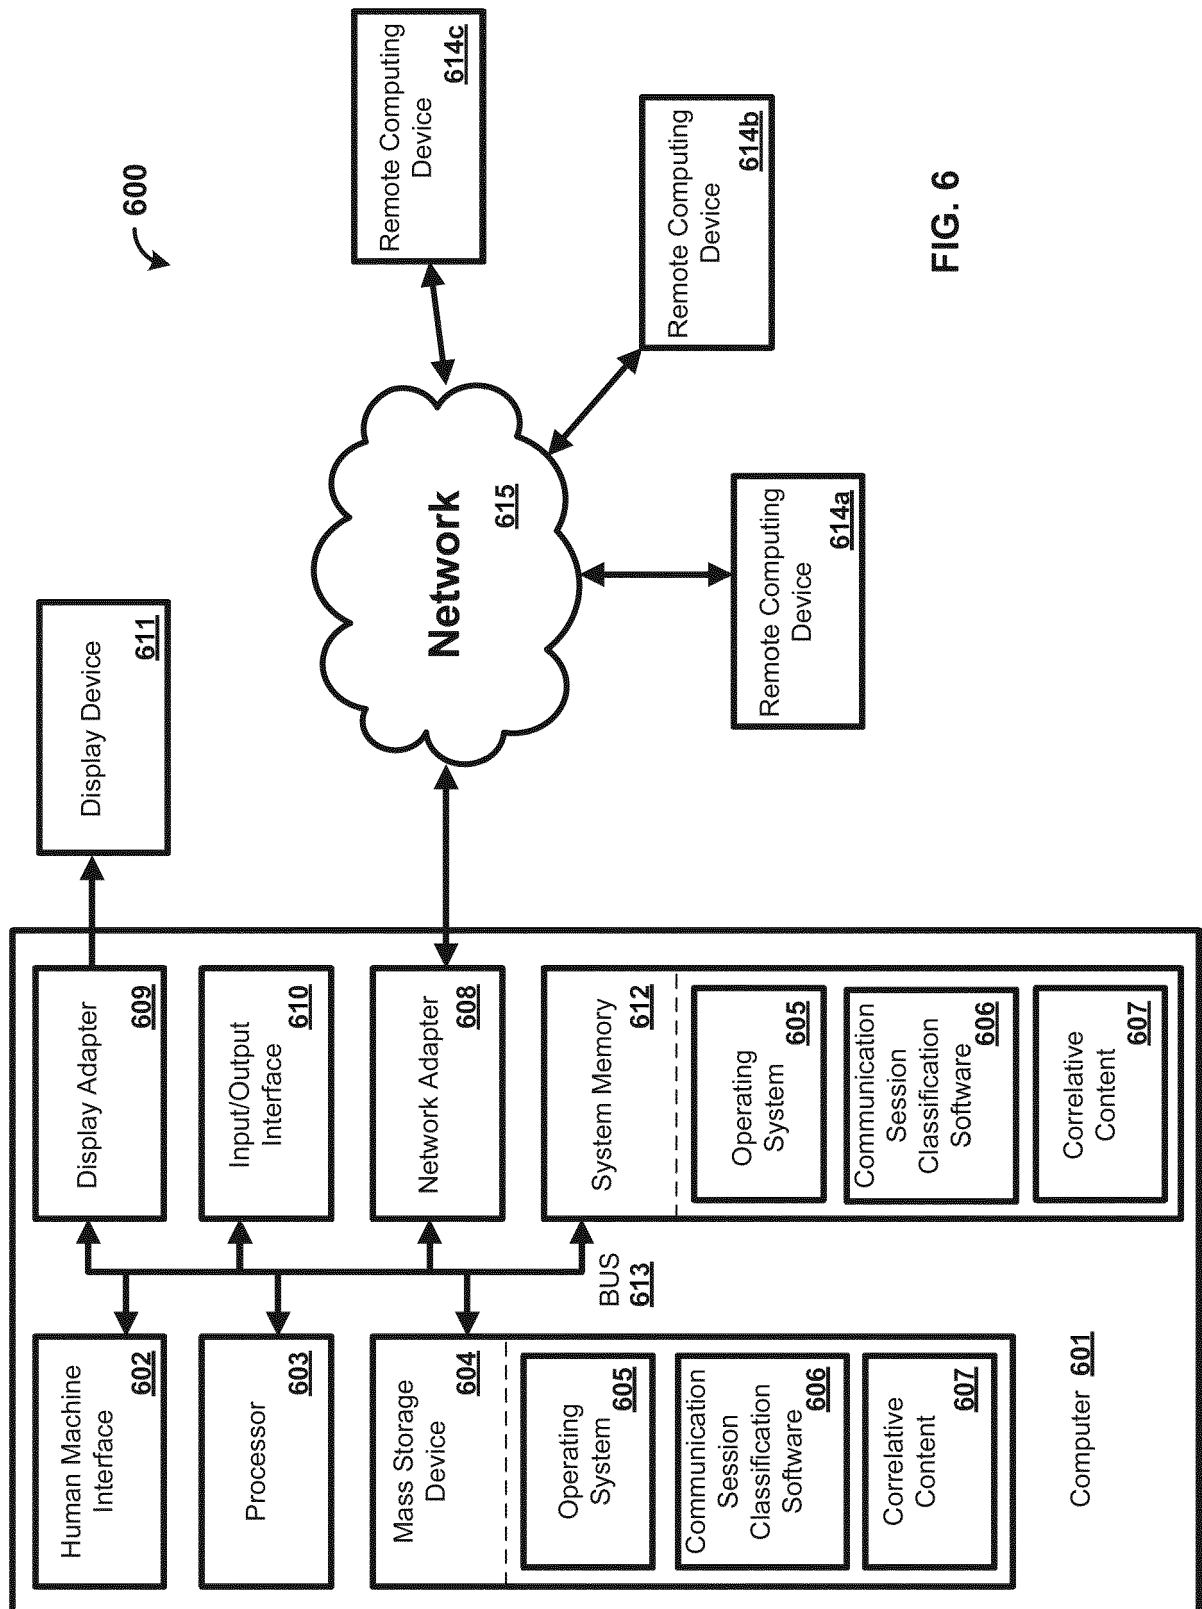 600
Human Machine
Interface
602
Processor
603
Mass Storage
Device
604
Operating
System
605
Communication
Session
Classification
Software
606
Correlative
Content
607
Display Adapter
609
Input/Output
Interface
610
Network Adapter
608
System Memory
612
Operating
System
605
Communication
Session
Classification
Software
606
Correlative
Content
607
BUS
613
Computer 601
Display Device
611
Network
615
Remote Computing
Device
614a
Remote Computing
Device
614b
Remote Computing
Device
614c
FIG. 6